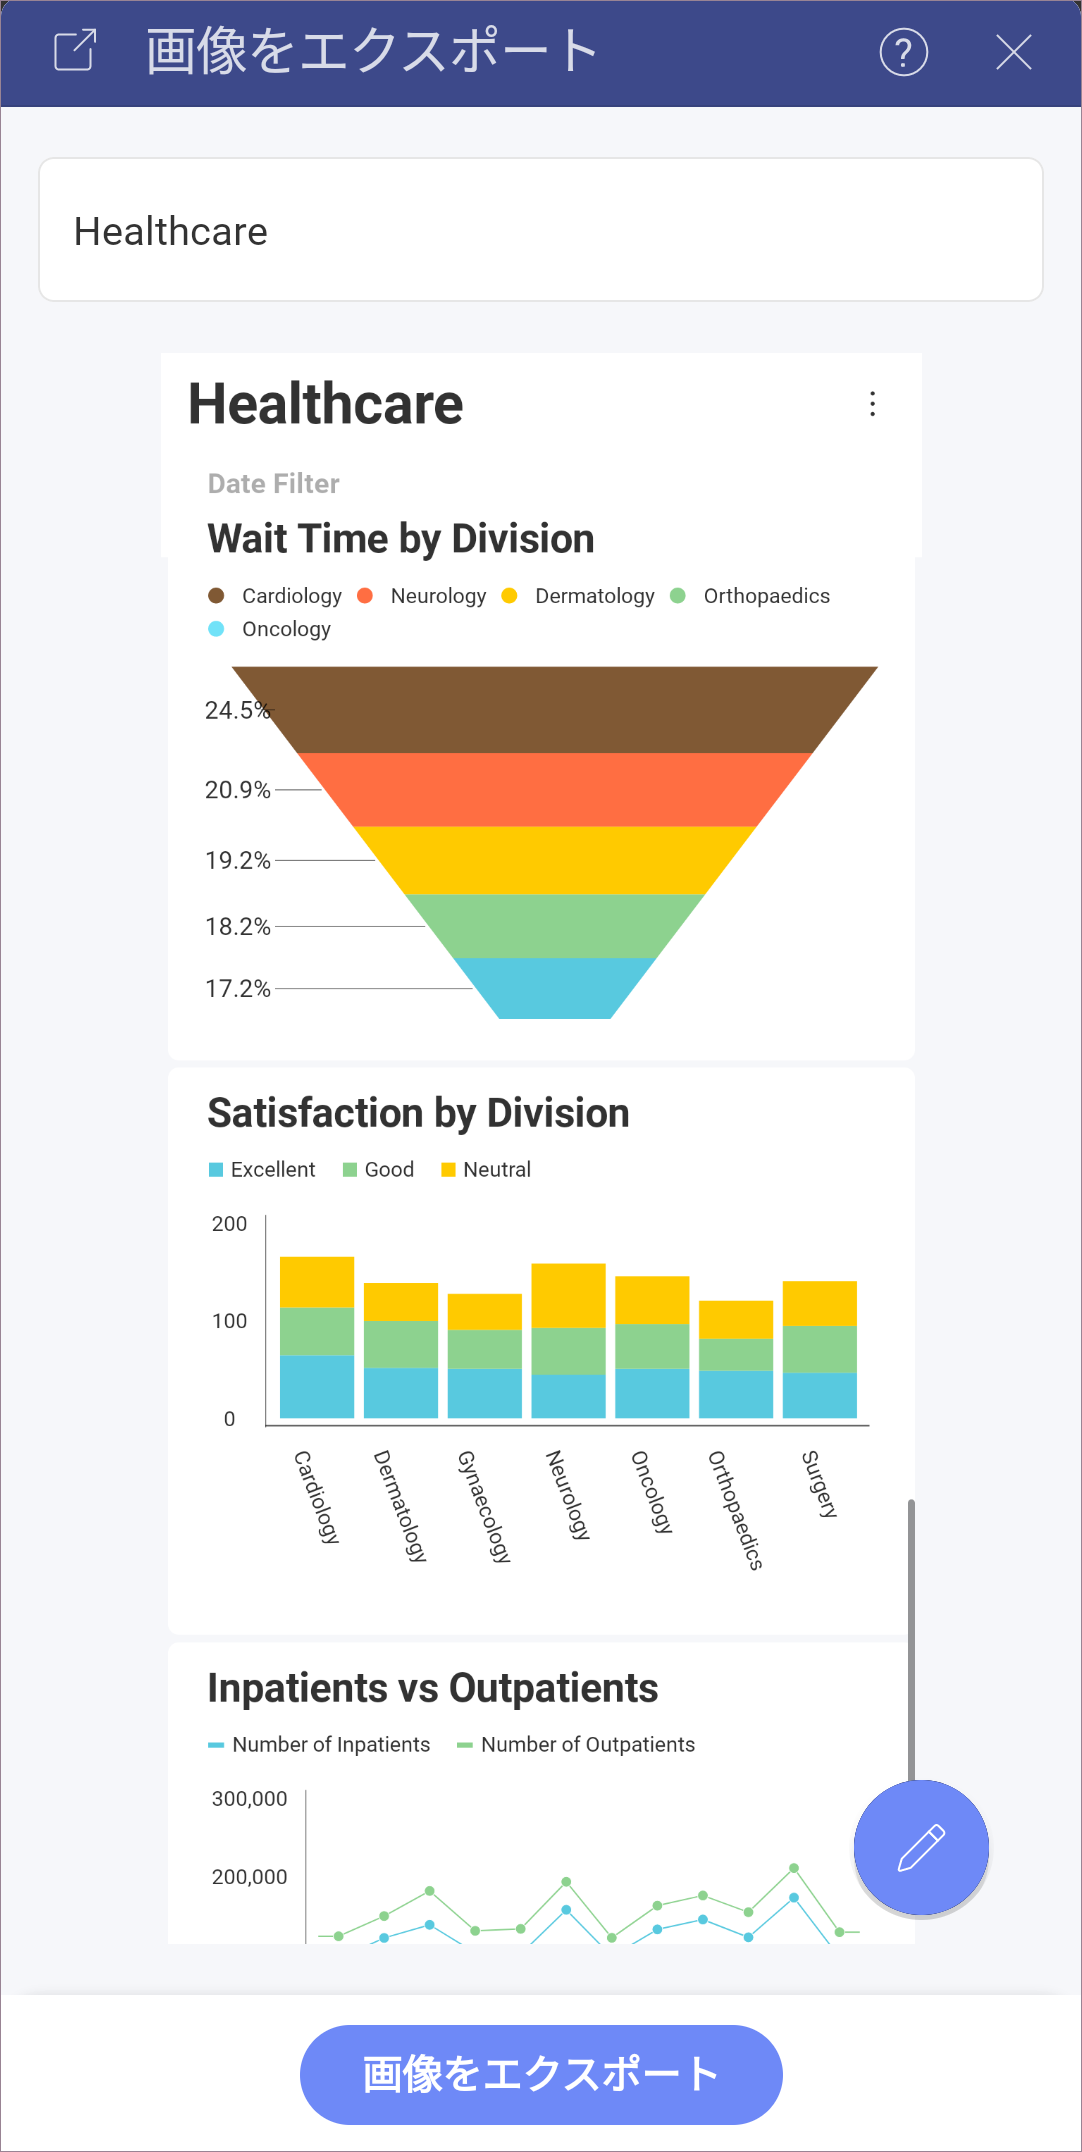 画像をエクスポート
Healthcare
Healthcare
Date Filter
Wait Time by Division
Cardiology Neurology Dermatology Orthopaedics
Oncology
24.5%
20.9%
19.2%
18.2%
17.2%
Satisfaction by Division
Excellent Good Neutral
200
100
0
Cardiology Dermatology Gynaecology Neurology Oncology Orthopaedics Surgery
Inpatients vs Outpatients
Number of Inpatients Number of Outpatients
300,000
200,000
画像をエクスポート